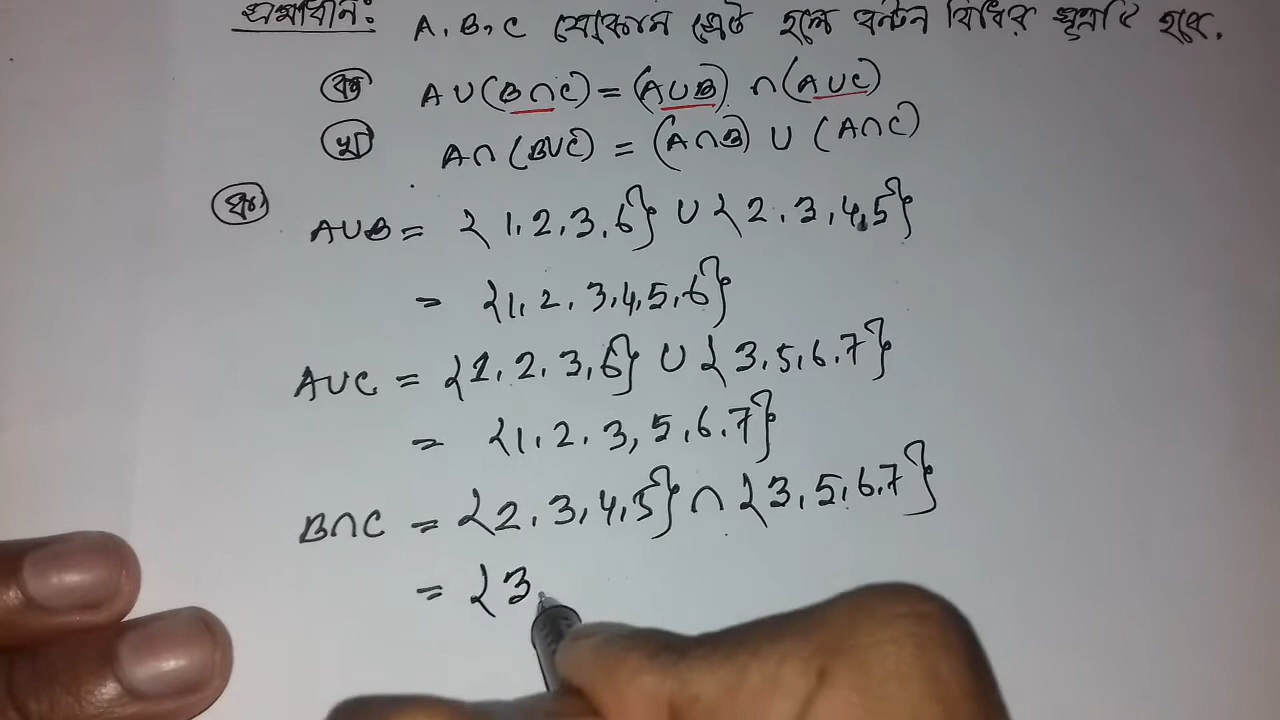 সমাধান: A, B, C যেকোন সেট হলে বন্টন বিধির সূত্রটি হবে.
ক A∪(B∩C) = (A∪B) ∩ (A∪C)
খ A∩(B∪C) = (A∩B) ∪ (A∩C)
A∪B = {1, 2, 3, 6} ∪ {2, 3, 4, 5}
= {1, 2, 3, 4, 5, 6}
A∪C = {1, 2, 3, 6} ∪ {3, 5, 6, 7}
= {1, 2, 3, 5, 6, 7}
B∩C = {2, 3, 4, 5} ∩ {3, 5, 6, 7}
= {3